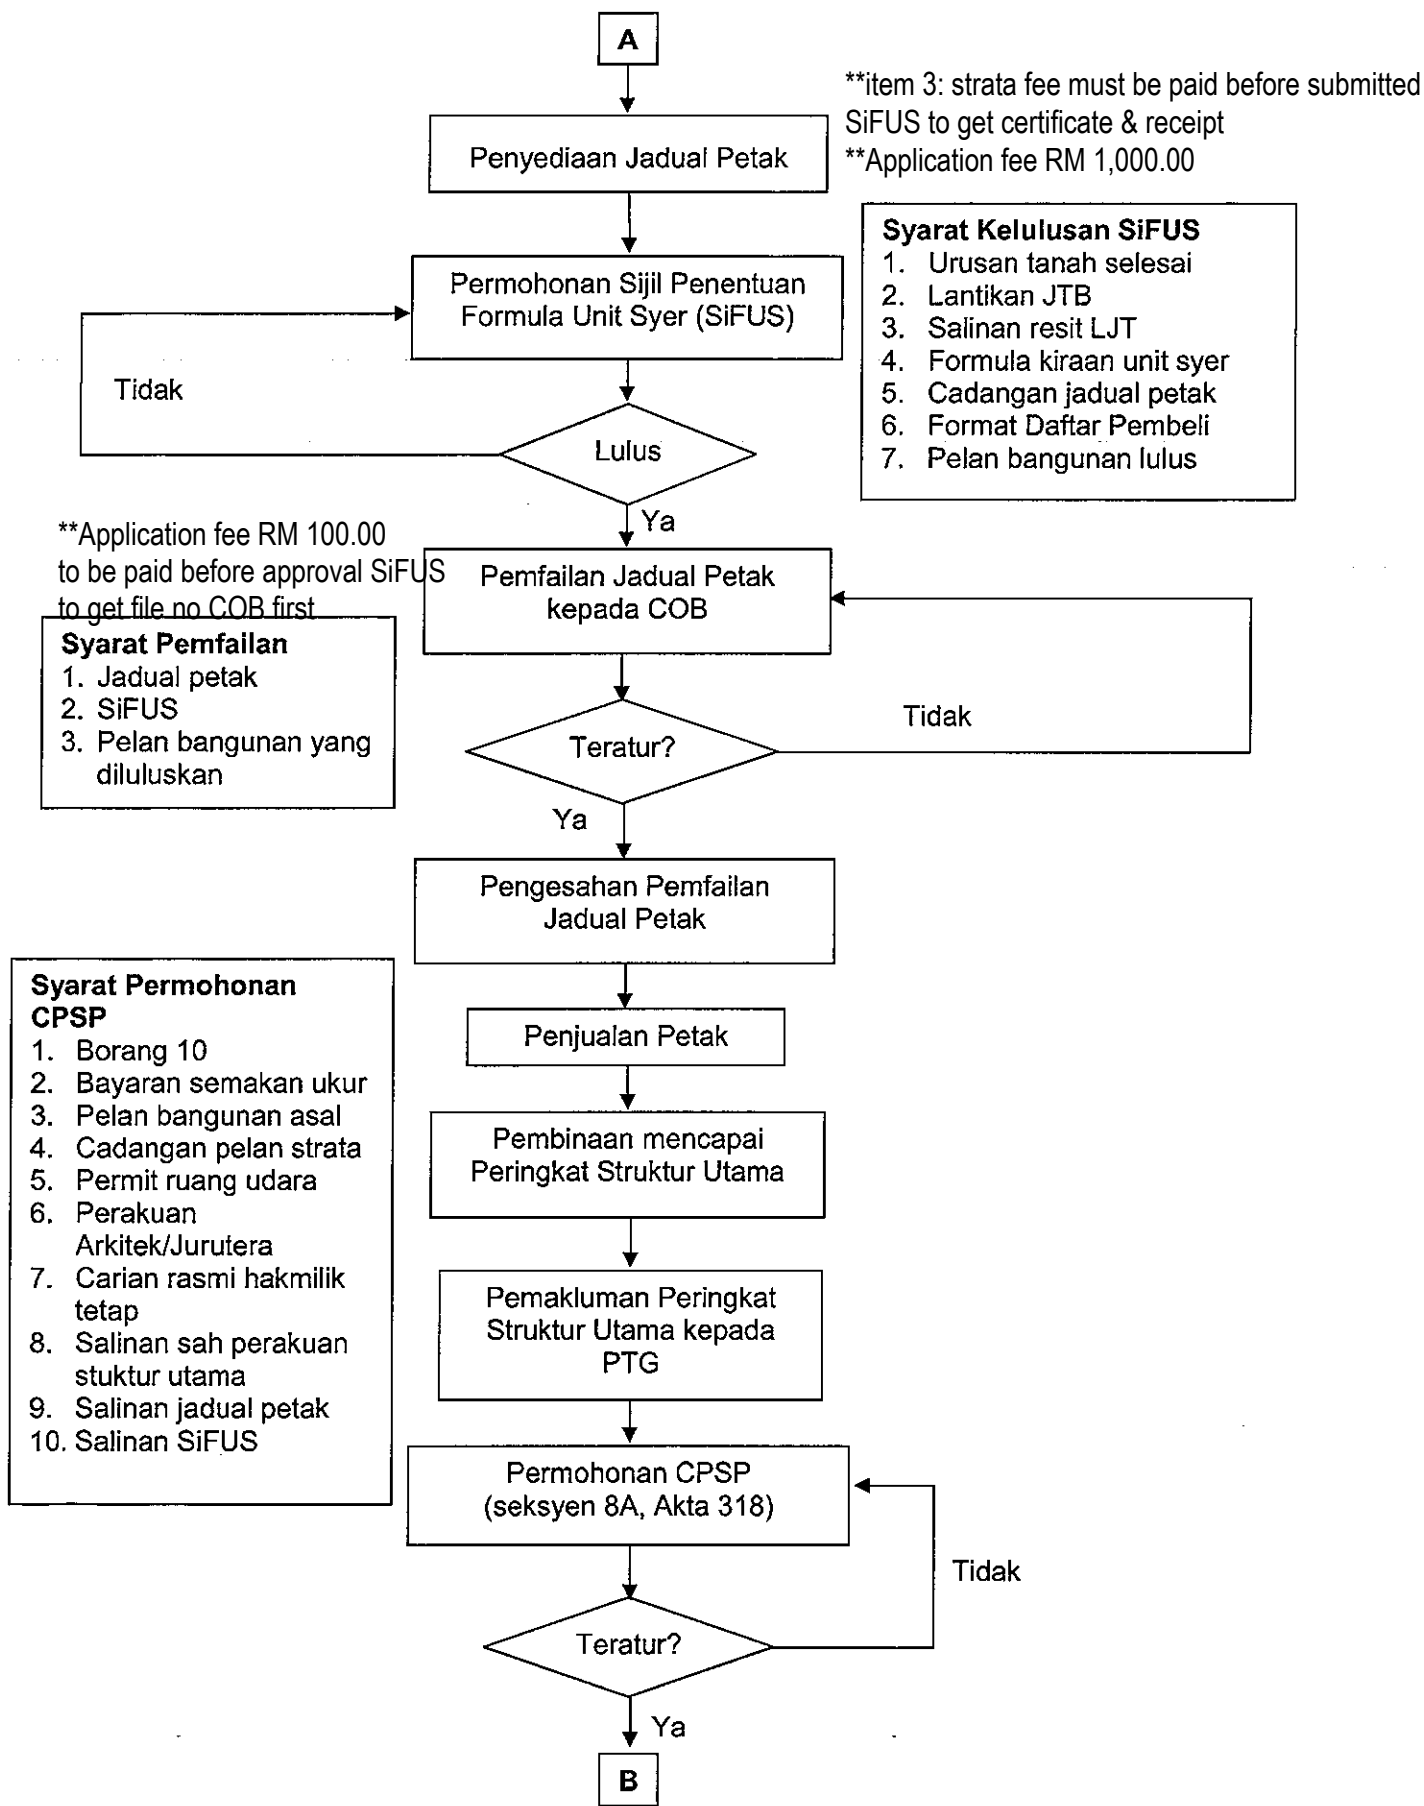 A
**item 3: strata fee must be paid before submitted
SiFUS to get certificate & receipt
**Application fee RM 1,000.00
Penyediaan Jadual Petak
Syarat Kelulusan SiFUS
1. Urusan tanah selesai
2. Lantikan JTB
3. Salinan resit LJT
4. Formula kiraan unit syer
5. Cadangan jadual petak
6. Format Daftar Pembeli
7. Pelan bangunan lulus
Permohonan Sijil Penentuan
Formula Unit Syer (SiFUS)
Tidak
Lulus
Ya
**Application fee RM 100.00
to be paid before approval SiFUS
to get file no COB first
Pemfailan Jadual Petak
kepada COB
Syarat Pemfailan
1. Jadual petak
2. SiFUS
3. Pelan bangunan yang
diluluskan
Teratur?
Tidak
Ya
Pengesahan Pemfailan
Jadual Petak
Penjualan Petak
Syarat Permohonan
CPSP
1. Borang 10
2. Bayaran semakan ukur
3. Pelan bangunan asal
4. Cadangan pelan strata
5. Permit ruang udara
6. Perakuan
Arkitek/Jurutera
7. Carian rasmi hakmilik
tetap
8. Salinan sah perakuan
stuktur utama
9. Salinan jadual petak
10. Salinan SiFUS
Pembinaan mencapai
Peringkat Struktur Utama
Pemakluman Peringkat
Struktur Utama kepada
PTG
Permohonan CPSP
(seksyen 8A, Akta 318)
Tidak
Teratur?
Ya
B